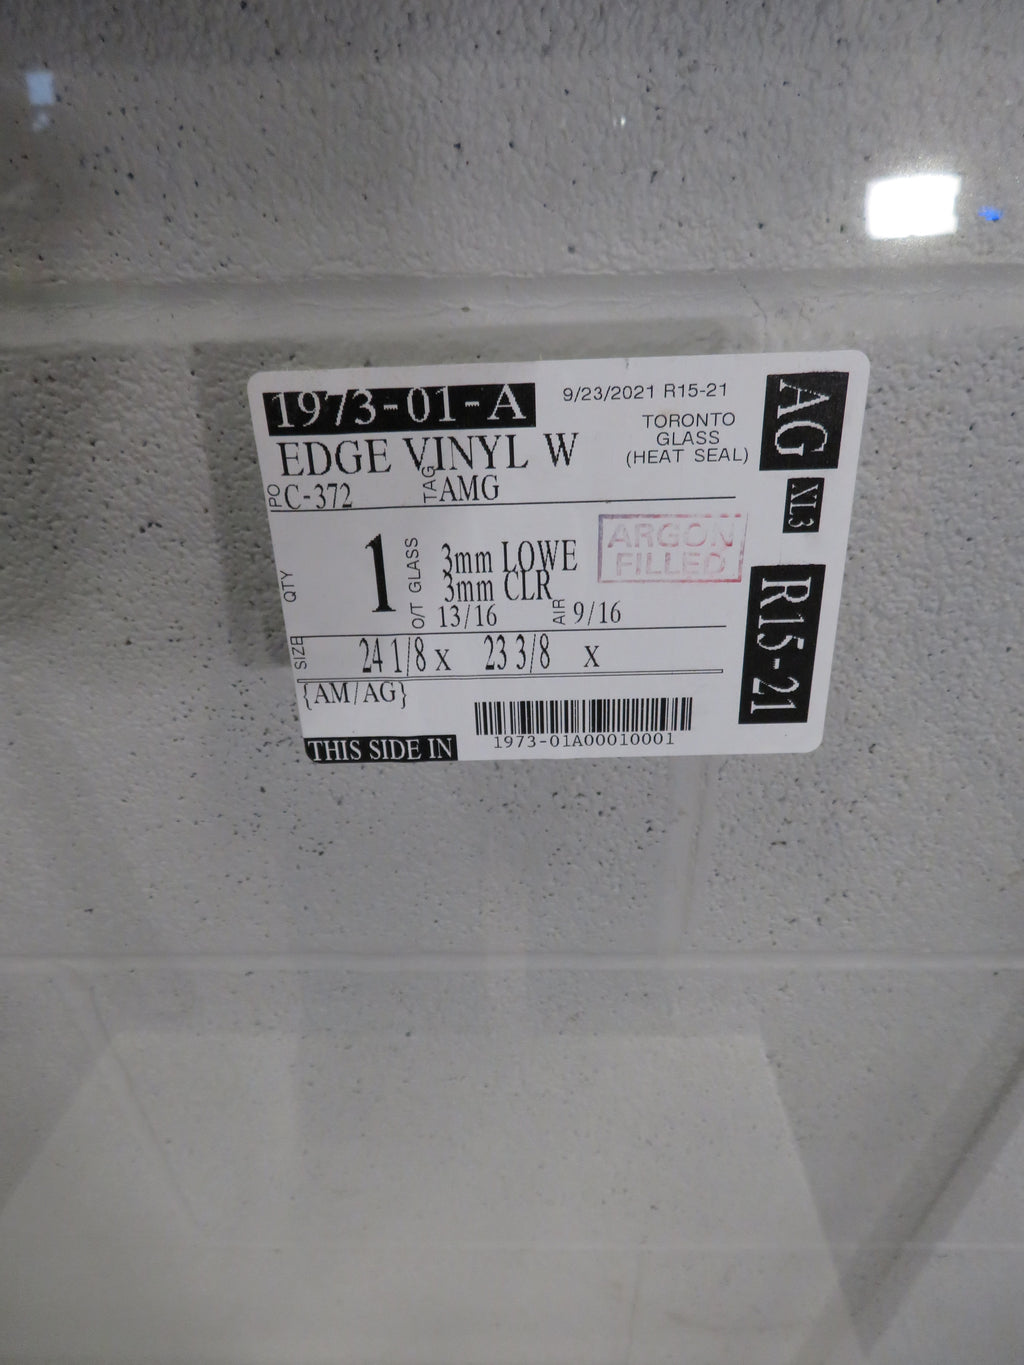 1973-01-A
9/23/2021 R15-21
TORONTO
GLASS
(HEAT SEAL)
EDGE VINYL W
PO C-372 TAG AMG
QTY 1
GLASS 3mm LOWE
3mm CLR
O/T 13/16 AIR 9/16
ARGON
FILLED
SIZE 24 1/8 x 23 3/8 x
{AM/AG}
1973-01A00010001
THIS SIDE IN
AG
NL3
R15-21